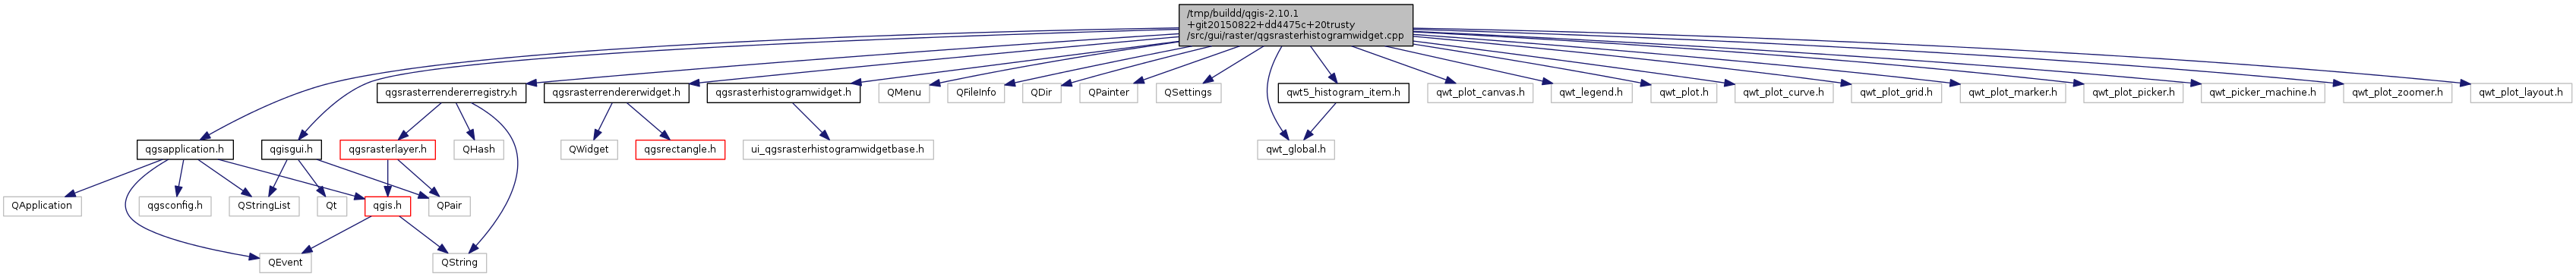 /tmp/buildd/qgis-2.10.1
+git20150822+dd4475c+20trusty
/src/gui/raster/qgsrasterhistogramwidget.cpp
qgsrasterrendererregistry.h
qgsrasterrendererwidget.h
qgsrasterhistogramwidget.h
QMenu
QFileInfo
QDir
QPainter
QSettings
qwt5_histogram_item.h
qwt_plot_canvas.h
qwt_legend.h
qwt_plot.h
qwt_plot_curve.h
qwt_plot_grid.h
qwt_plot_marker.h
qwt_plot_picker.h
qwt_picker_machine.h
qwt_plot_zoomer.h
qwt_plot_layout.h
qgsapplication.h
qgisgui.h
qgsrasterlayer.h
QHash
QWidget
qgsrectangle.h
ui_qgsrasterhistogramwidgetbase.h
qwt_global.h
QApplication
qgsconfig.h
QStringList
Qt
qgis.h
QPair
QEvent
QString